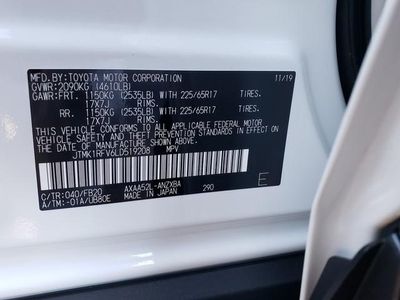 MFD. BY:TOYOTA MOTOR CORPORATION 11/19
GVWR:2090KG (4610LB)
GAWR:FRT. 1150KG (2535LB) WITH 225/65R17 TIRES,
17X7J RIMS.
RR. 1150KG (2535LB) WITH 225/65R17 TIRES,
17X7J RIMS.
THIS VEHICLE CONFORMS TO ALL APPLICABLE FEDERAL MOTOR
VEHICLE SAFETY STANDARDS IN EFFECT ON
THE DATE OF MANUFACTURE SHOWN ABOVE.
JTMK1RFV6LD519208 MPV
C/TR:040/FB20 AXAA52L-ANZXBA 290 E
A/TM:-01A/UB80E MADE IN JAPAN